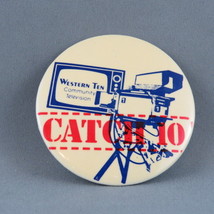 WESTERN TEN
Community
Television
CATCH 10